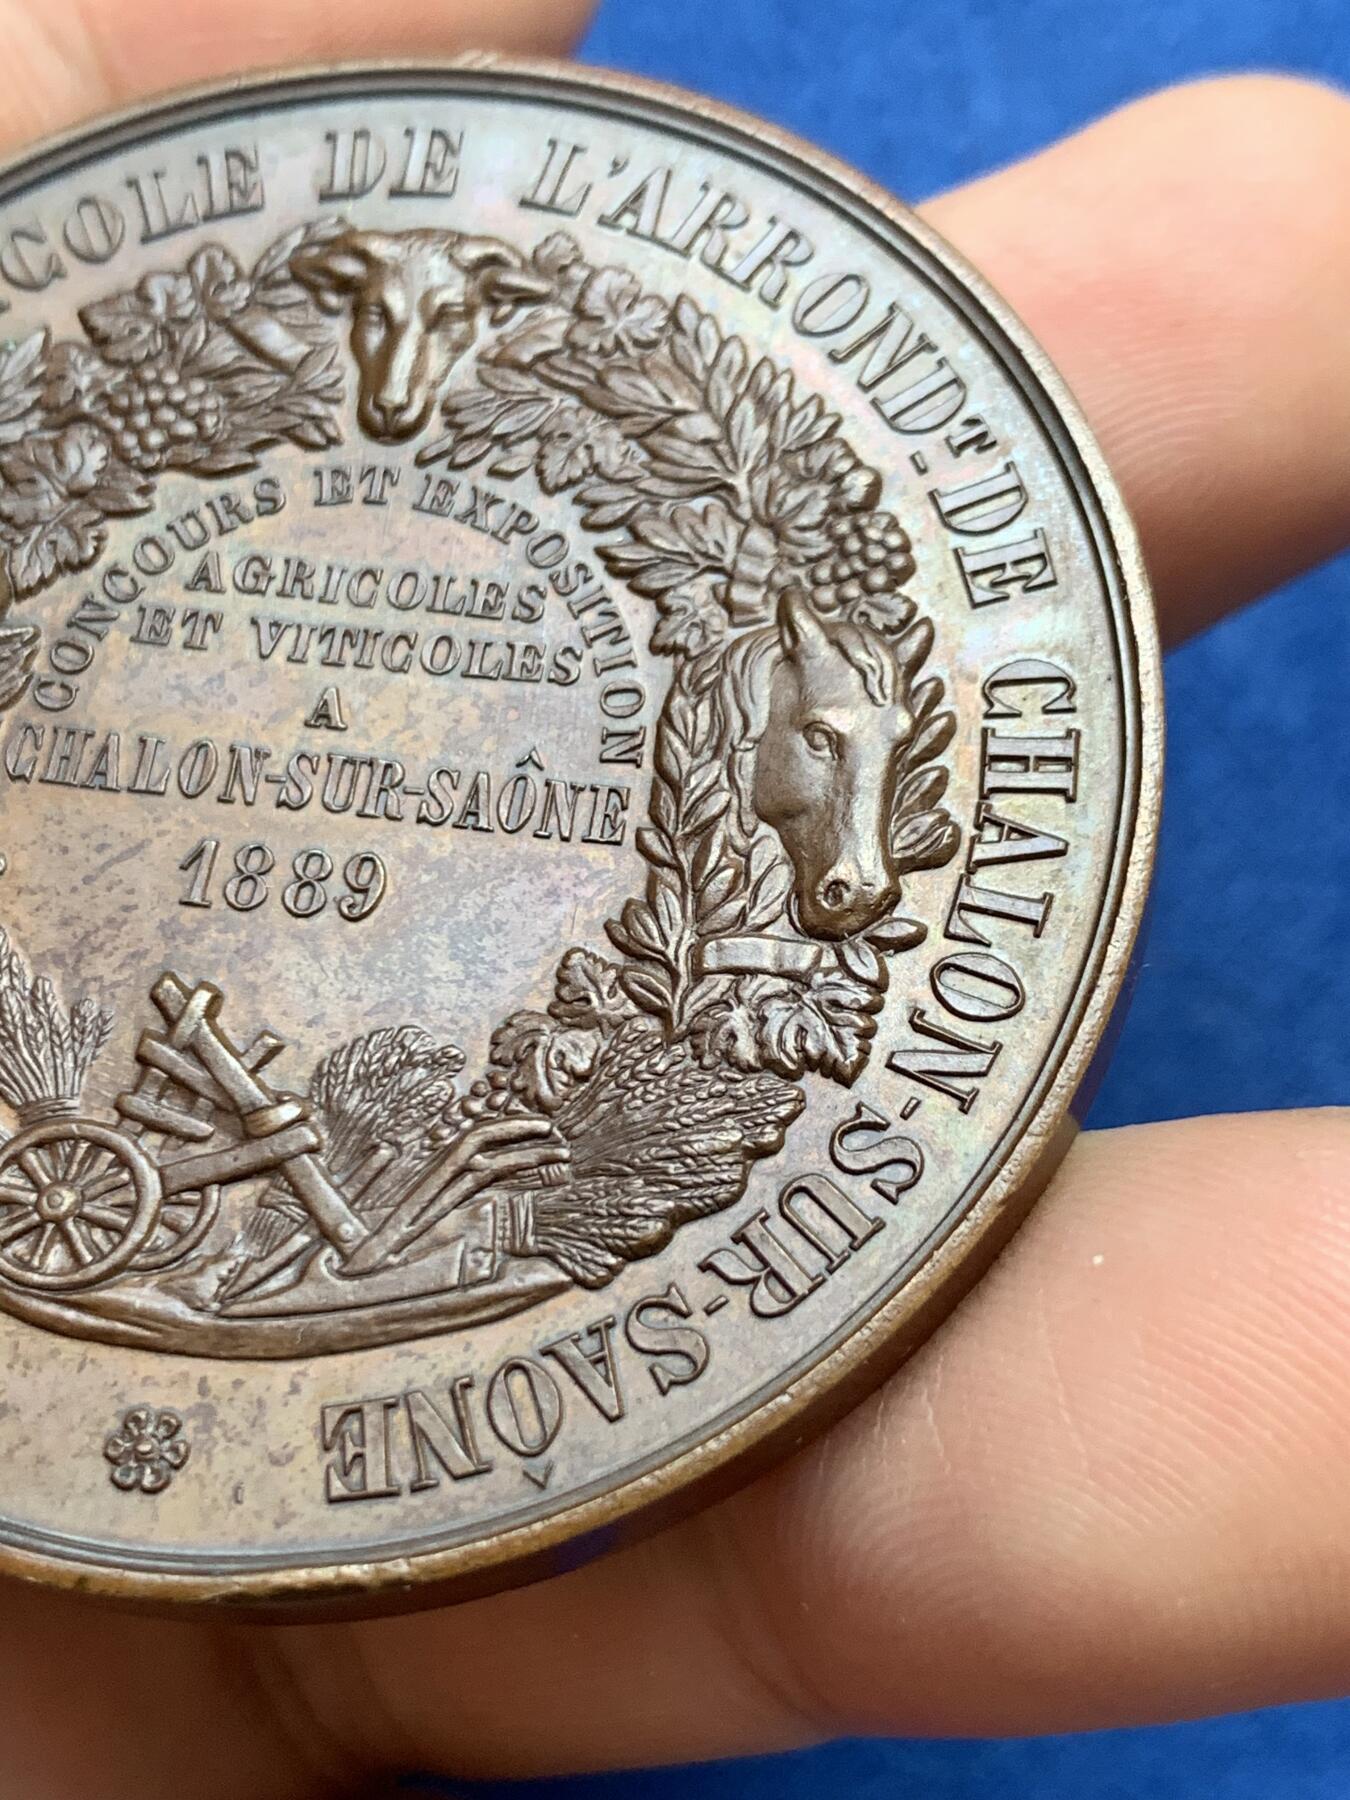 ICOLE DE L'ARROND.T DE CHALON-SUR-SAÔNE
CONCOURS ET EXPOSITION
AGRICOLES
ET VITICOLES
A
CHALON-SUR-SAÔNE
1889